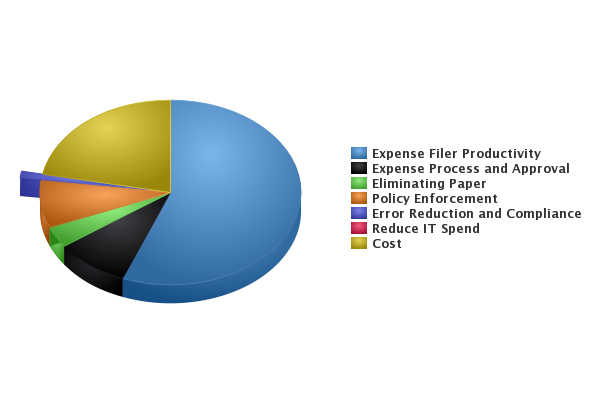 Expense Filer Productivity
Expense Process and Approval
Eliminating Paper
Policy Enforcement
Error Reduction and Compliance
Reduce IT Spend
Cost